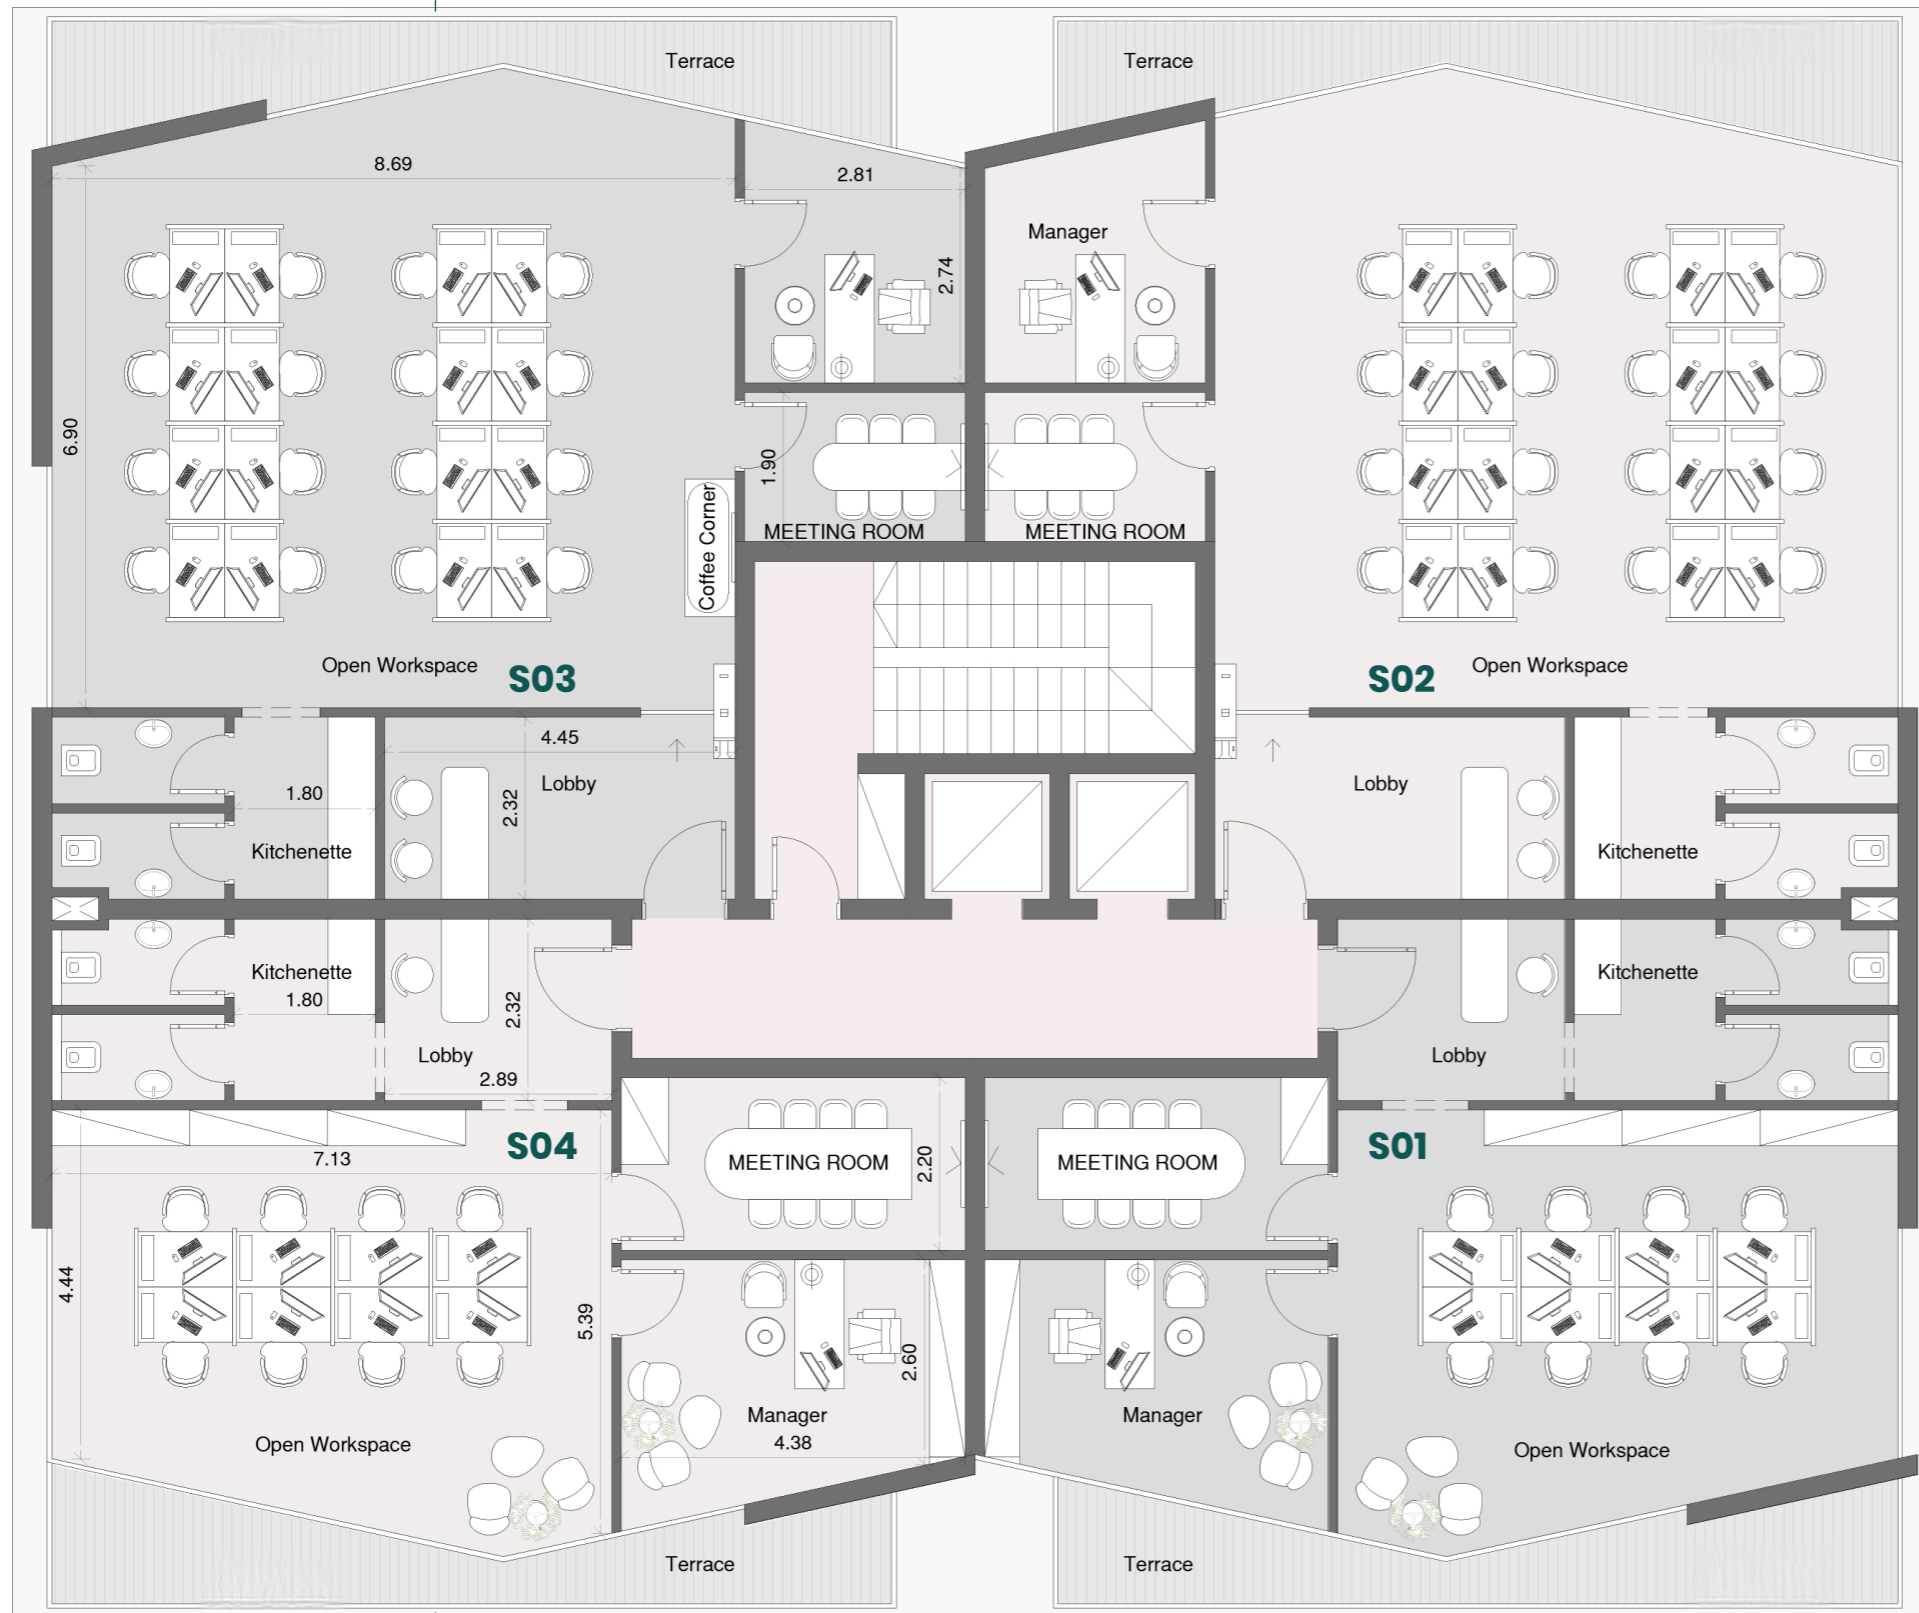 Terrace
Terrace
8.69
2.81
Manager
2.74
6.90
1.90
Coffee Corner
MEETING ROOM
MEETING ROOM
Open Workspace
S03
S02
Open Workspace
4.45
Lobby
Lobby
1.80
2.32
Kitchenette
Kitchenette
Kitchenette
Kitchenette
1.80
2.32
Lobby
Lobby
2.89
S04
S01
7.13
MEETING ROOM
2.20
MEETING ROOM
4.44
5.39
2.60
Manager
Manager
4.38
Open Workspace
Open Workspace
Terrace
Terrace